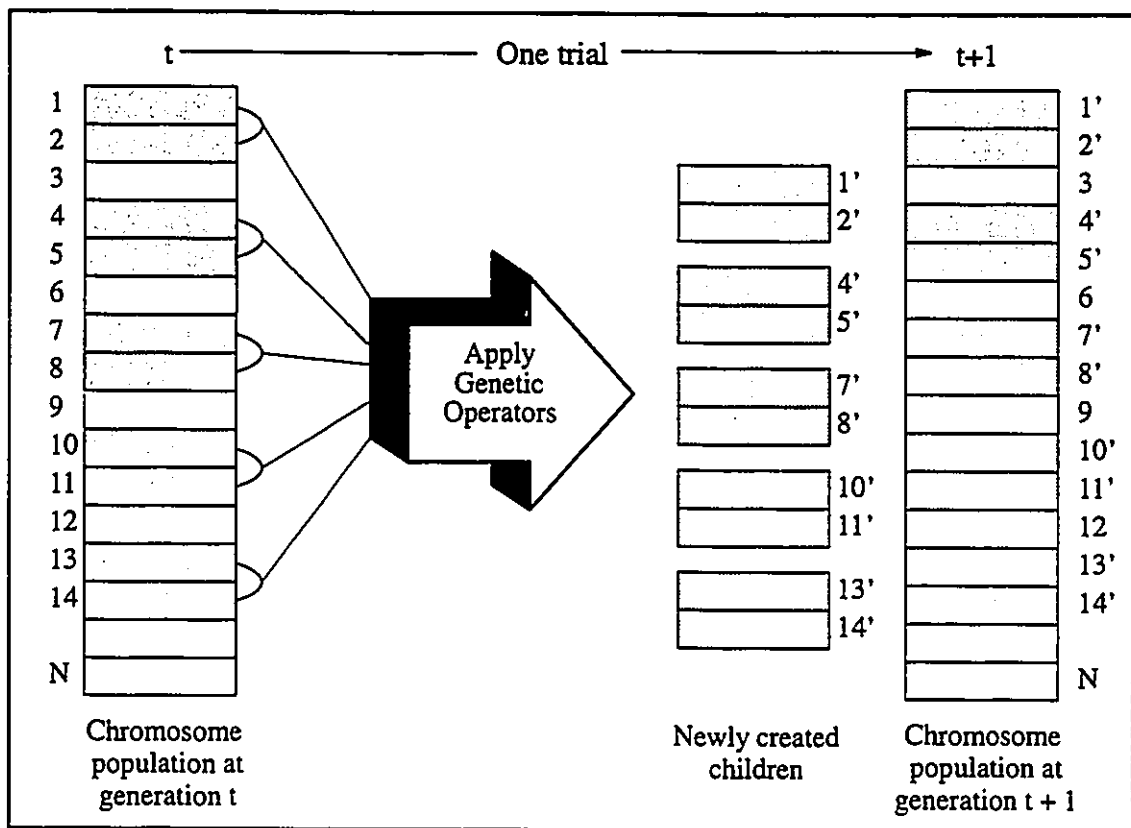 t One trial t+1
1
2
3
4
5
6
7
8
9
10
11
12
13
14
N
Chromosome
population at
generation t
Apply
Genetic
Operators
1'
2'
4'
5'
7'
8'
10'
11'
13'
14'
Newly created
children
1'
2'
3
4'
5'
6
7'
8'
9
10'
11'
12
13'
14'
N
Chromosome
population at
generation t + 1